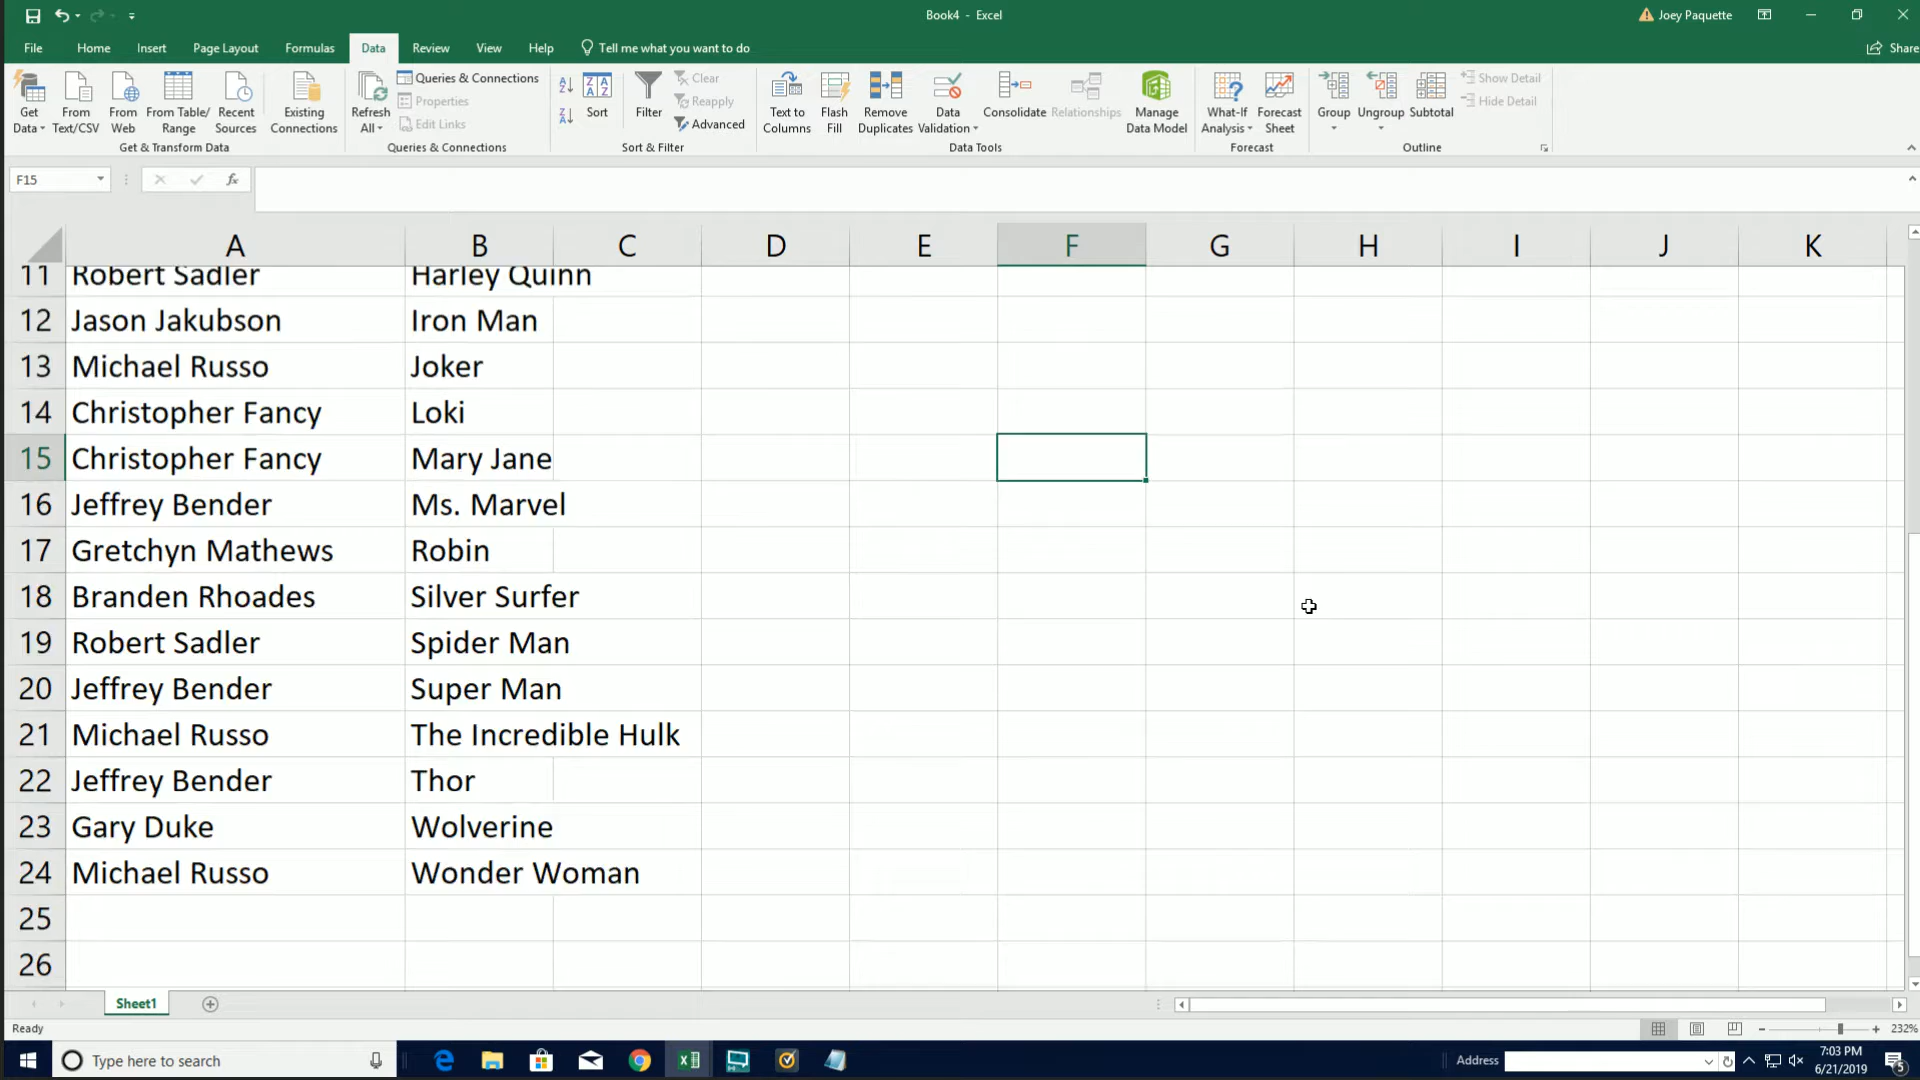 Book4 - Excel
Joey Paquette
File Home Insert Page Layout Formulas Data Review View Help Tell me what you want to do
Share
Get Data
From Text/CSV
From Web
From Table/ Range
Recent Sources
Existing Connections
Get & Transform Data
Refresh All
Queries & Connections
Properties
Edit Links
Queries & Connections
Sort
Filter
Clear
Reapply
Advanced
Sort & Filter
Text to Columns
Flash Fill
Remove Duplicates
Data Validation
Consolidate
Relationships
Manage Data Model
Data Tools
What-If Analysis
Forecast Sheet
Forecast
Group
Ungroup
Subtotal
Show Detail
Hide Detail
Outline
F15
fx
A B C D E F G H I J K
11 Robert Sadler Harley Quinn
12 Jason Jakubson Iron Man
13 Michael Russo Joker
14 Christopher Fancy Loki
15 Christopher Fancy Mary Jane
16 Jeffrey Bender Ms. Marvel
17 Gretchyn Mathews Robin
18 Branden Rhoades Silver Surfer
19 Robert Sadler Spider Man
20 Jeffrey Bender Super Man
21 Michael Russo The Incredible Hulk
22 Jeffrey Bender Thor
23 Gary Duke Wolverine
24 Michael Russo Wonder Woman
25
26
Sheet1
Ready
232%
Type here to search
Address
7:03 PM
6/21/2019
5